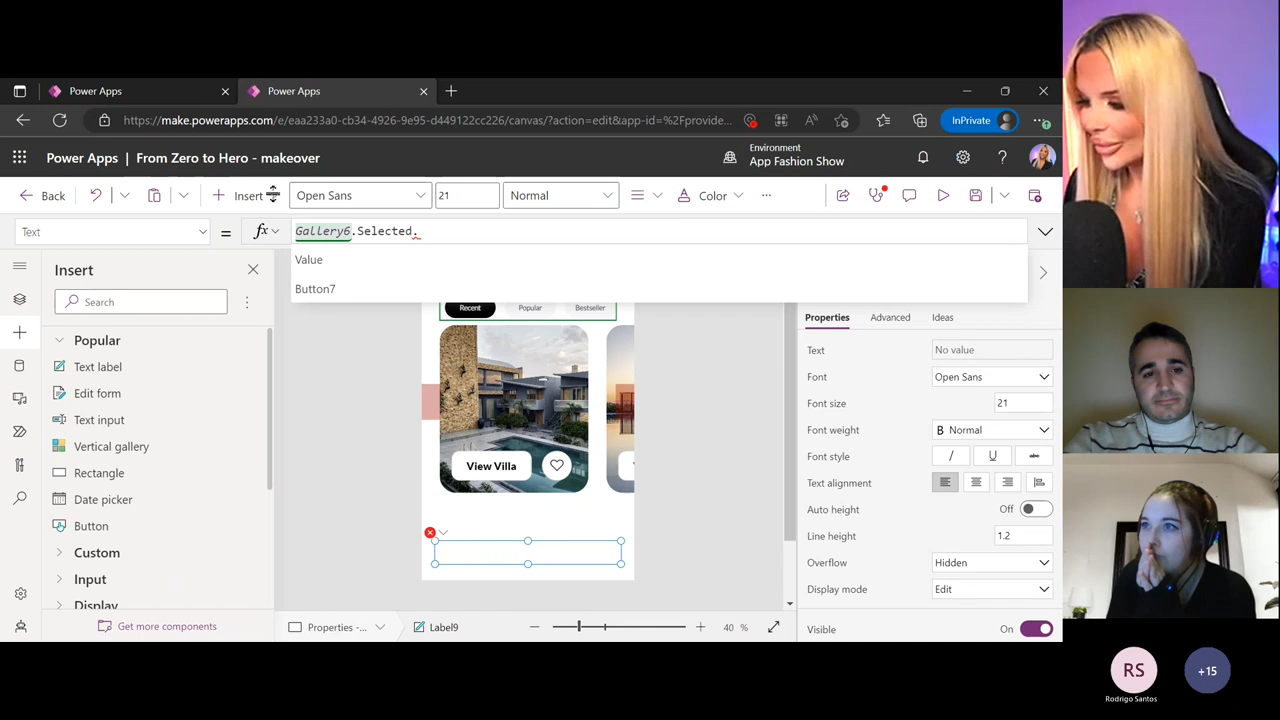 Power Apps
Power Apps
https://make.powerapps.com/e/eaa233a0-cb34-4926-9e95-d449122cc226/canvas/?action=edit&app-id=%2Fprovide...
InPrivate
Power Apps | From Zero to Hero - makeover
Environment
App Fashion Show
Back
Insert
Open Sans
21
Normal
Color
Text
=
fx
Gallery6.Selected.
Value
Button7
Insert
Search
Popular
Text label
Edit form
Text input
Vertical gallery
Rectangle
Date picker
Button
Custom
Input
Display
Get more components
Recent
Popular
Bestseller
View Villa
Properties
Advanced
Ideas
Text
No value
Font
Open Sans
Font size
21
Font weight
B Normal
Font style
/
U
abc
Text alignment
Auto height
Off
Line height
1.2
Overflow
Hidden
Display mode
Edit
Visible
On
Properties -...
Label9
40 %
RS
Rodrigo Santos
+15